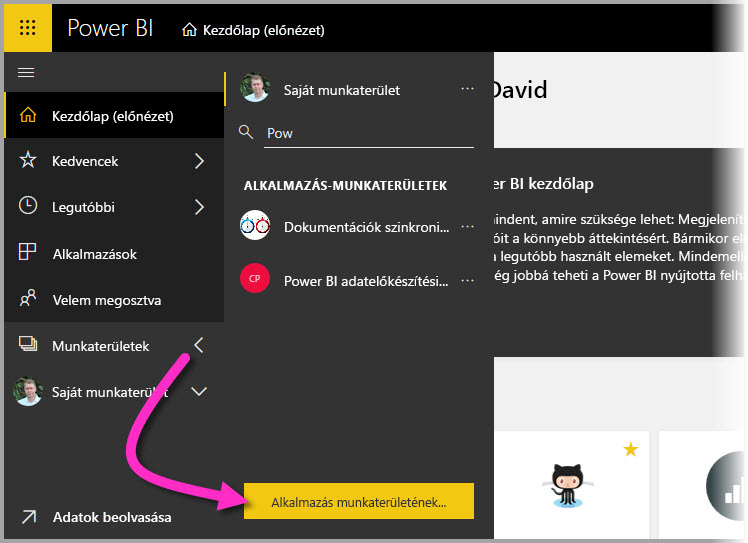 Power BI
Kezdőlap (előnézet)
Kezdőlap (előnézet)
Kedvencek
Legutóbbi
Alkalmazások
Velem megosztva
Munkaterületek
Saját munkaterület
Adatok beolvasása
Saját munkaterület
Pow
ALKALMAZÁS-MUNKATERÜLETEK
Dokumentációk szinkroni...
CP
Power BI adatelőkészítési...
Alkalmazás munkaterületének...
David
er BI kezdőlap
mindent, amire szüksége lehet: Megjelenít
óit a könnyebb áttekintésért. Bármikor el
a legutóbb használt elemeket. Mindemell
ég jobbá teheti a Power BI nyújtotta felha